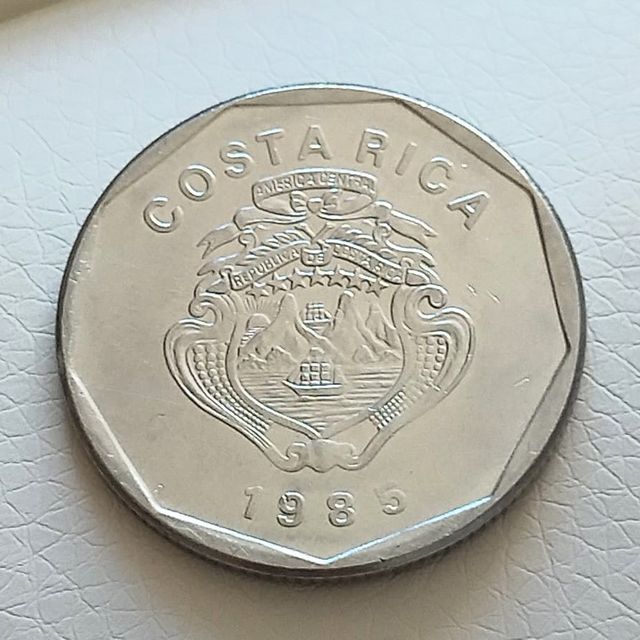 COSTA RICA
AMERICA CENTRAL
REPUBLICA DE COSTA RICA
1985